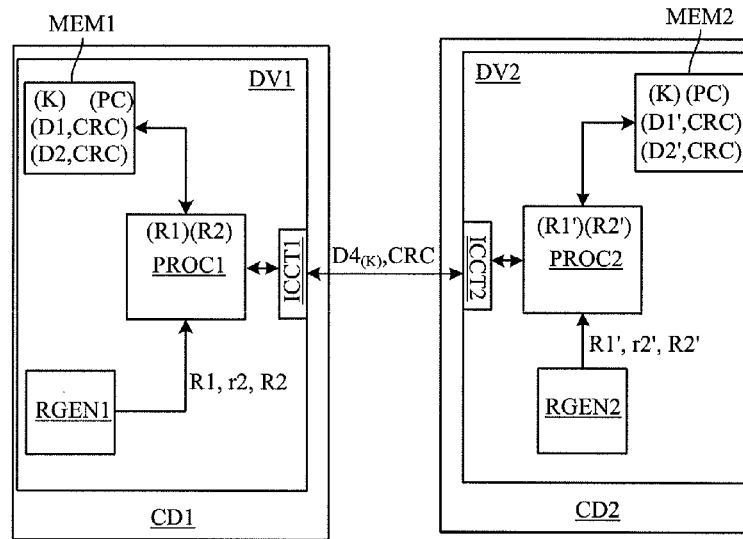 MEM1
DV1
(K) (PC)
(D1,CRC)
(D2,CRC)
(R1)(R2)
PROC1
ICCT1
R1, r2, R2
RGEN1
CD1
D4(K),CRC
MEM2
DV2
(K) (PC)
(D1',CRC)
(D2',CRC)
(R1')(R2')
PROC2
ICCT2
R1', r2', R2'
RGEN2
CD2